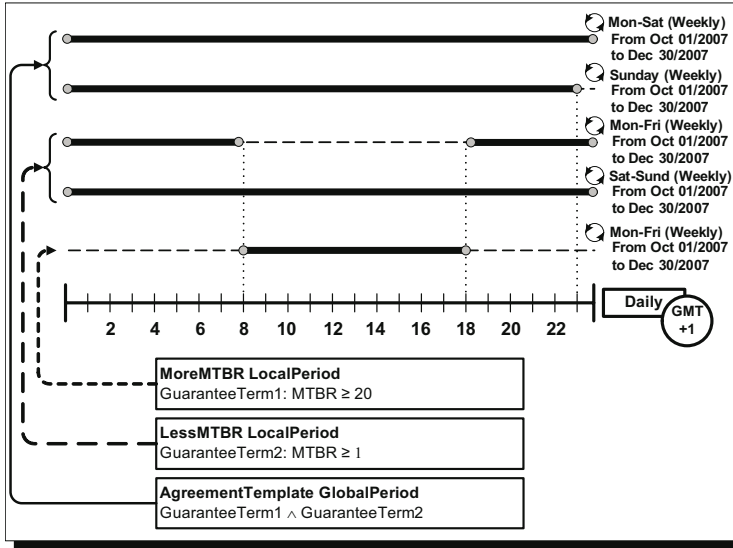 Mon-Sat (Weekly)
From Oct 01/2007
to Dec 30/2007
Sunday (Weekly)
From Oct 01/2007
to Dec 30/2007
Mon-Fri (Weekly)
From Oct 01/2007
to Dec 30/2007
Sat-Sund (Weekly)
From Oct 01/2007
to Dec 30/2007
Mon-Fri (Weekly)
From Oct 01/2007
to Dec 30/2007
2 4 6 8 10 12 14 16 18 20 22
Daily
GMT
+1
MoreMTBR LocalPeriod
GuaranteeTerm1: MTBR ≥ 20
LessMTBR LocalPeriod
GuaranteeTerm2: MTBR ≥ 1
AgreementTemplate GlobalPeriod
GuaranteeTerm1 ∧ GuaranteeTerm2